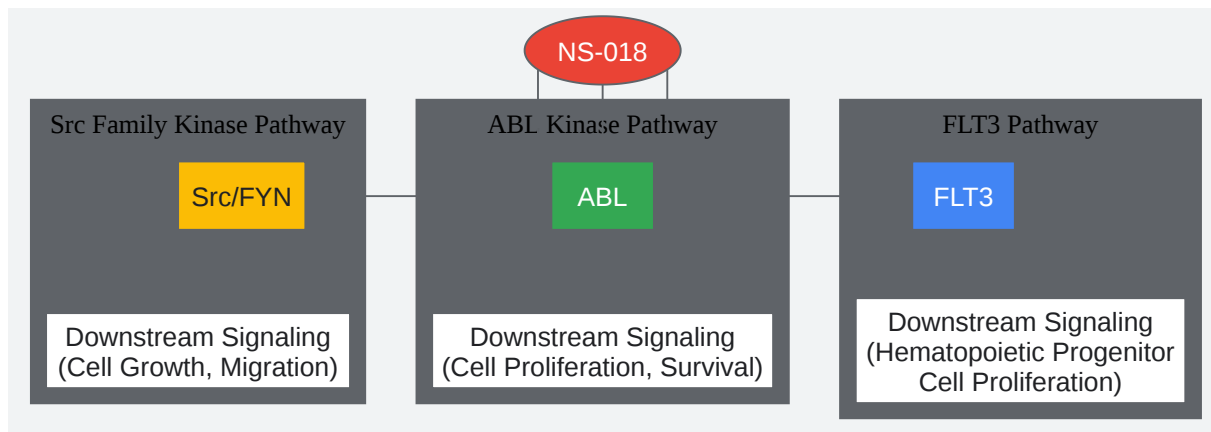 NS-018
Src Family Kinase Pathway
ABL Kinase Pathway
FLT3 Pathway
Src/FYN
ABL
FLT3
Downstream Signaling
(Cell Growth, Migration)
Downstream Signaling
(Cell Proliferation, Survival)
Downstream Signaling
(Hematopoietic Progenitor
Cell Proliferation)